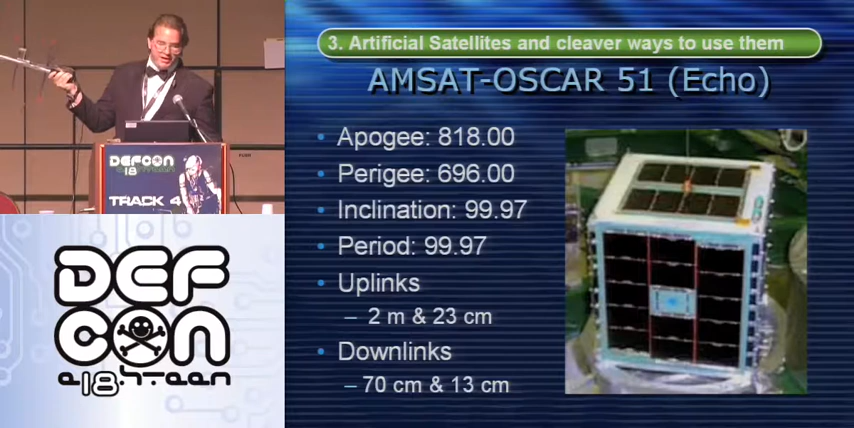 DEFCON
18
TRACK 4
DEF
CON
e18hteen
3. Artificial Satellites and cleaver ways to use them
AMSAT-OSCAR 51 (Echo)
• Apogee: 818.00
• Perigee: 696.00
• Inclination: 99.97
• Period: 99.97
• Uplinks
– 2 m & 23 cm
• Downlinks
– 70 cm & 13 cm